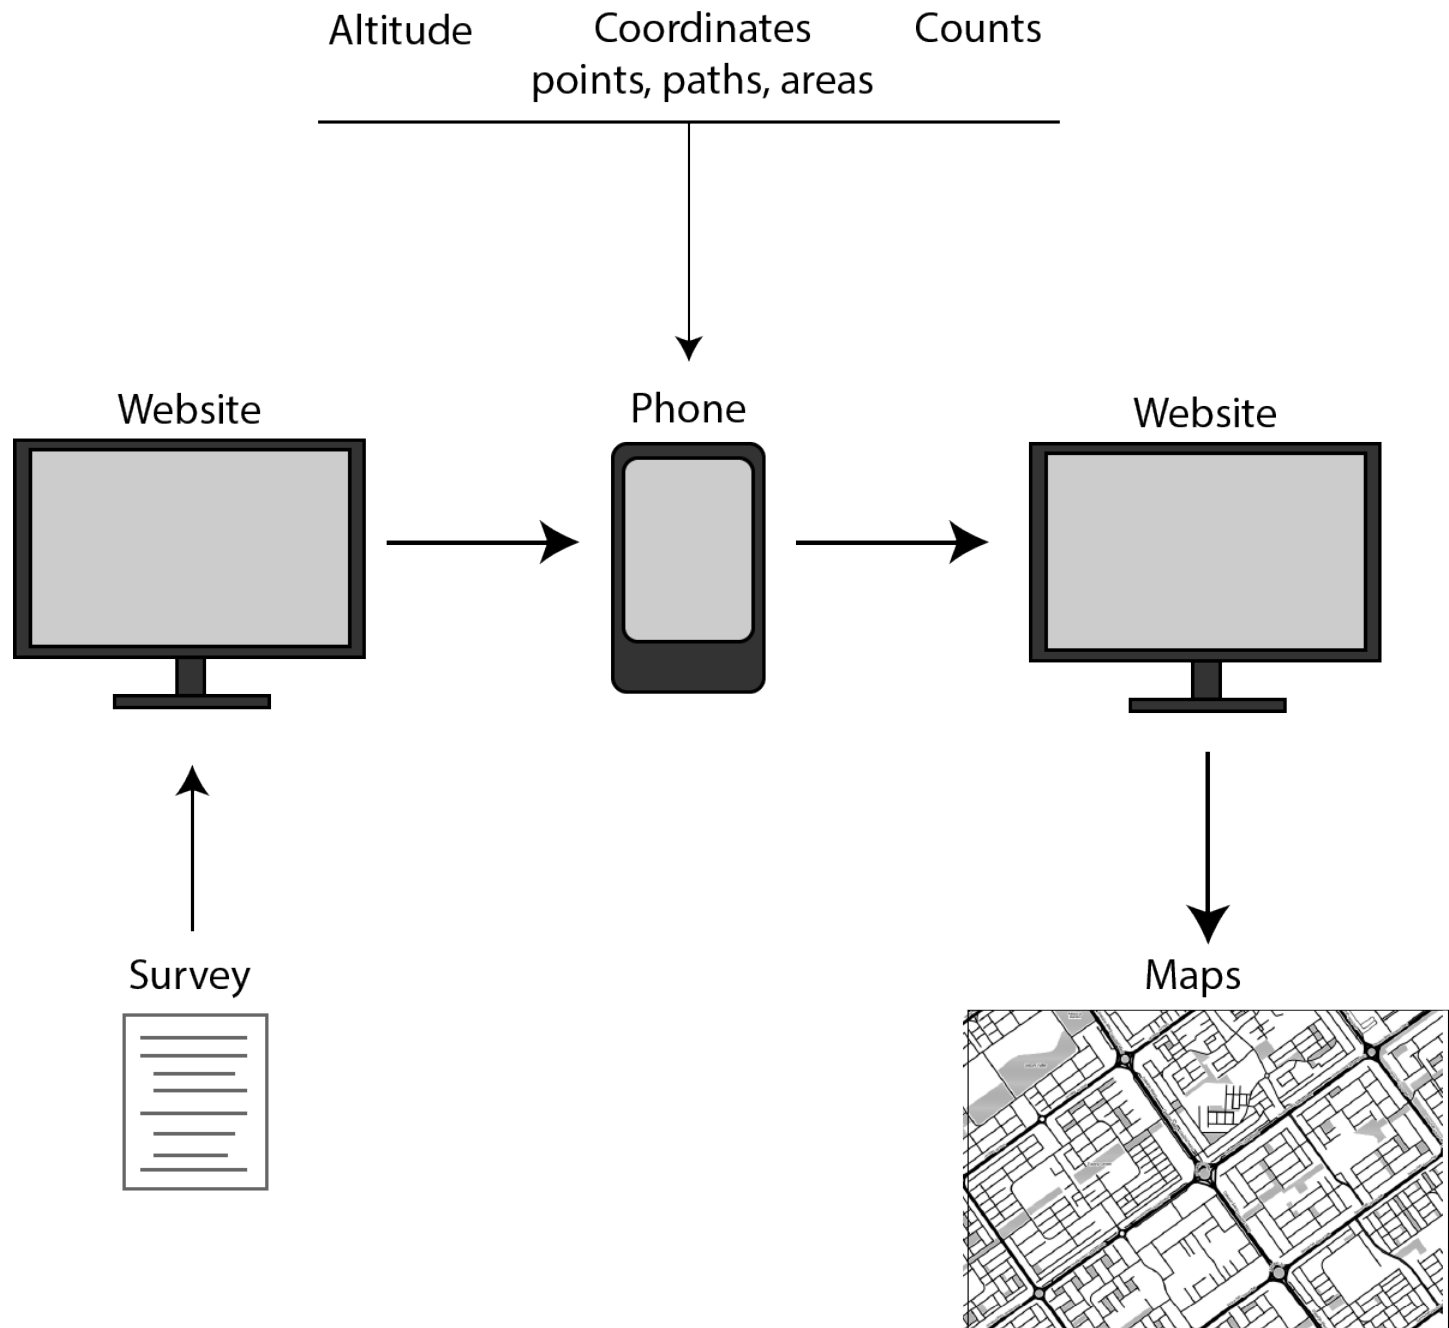 Altitude
Coordinates
Counts
points, paths, areas
Website
Phone
Website
Survey
Maps